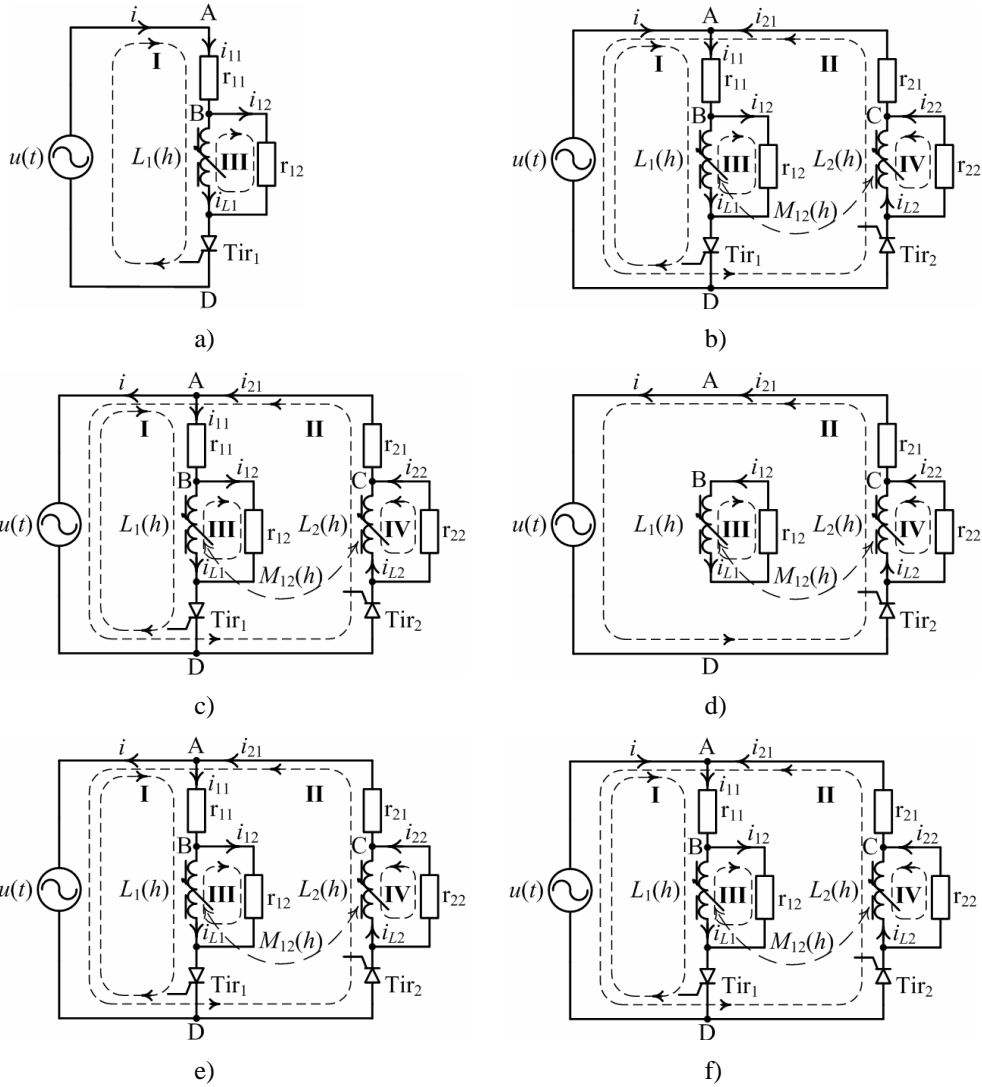 i
A
I
i11
r11
B
i12
u(t)
L1(h)
III
r12
iL1
Tir1
D
a)
i
A
i21
I
i11
II
r11
r21
B
i12
C
i22
u(t)
L1(h)
III
r12
L2(h)
IV
r22
iL1
M12(h)
iL2
Tir1
Tir2
D
b)
i
A
i21
I
i11
II
r11
r21
B
i12
C
i22
u(t)
L1(h)
III
r12
L2(h)
IV
r22
iL1
M12(h)
iL2
Tir1
Tir2
D
c)
i
A
i21
II
r21
B
i12
C
i22
u(t)
L1(h)
III
r12
L2(h)
IV
r22
iL1
M12(h)
iL2
Tir2
D
d)
i
A
i21
I
i11
II
r11
r21
B
i12
C
i22
u(t)
L1(h)
III
r12
L2(h)
IV
r22
iL1
M12(h)
iL2
Tir1
Tir2
D
e)
i
A
i21
I
i11
II
r11
r21
B
i12
C
i22
u(t)
L1(h)
III
r12
L2(h)
IV
r22
iL1
M12(h)
iL2
Tir1
Tir2
D
f)